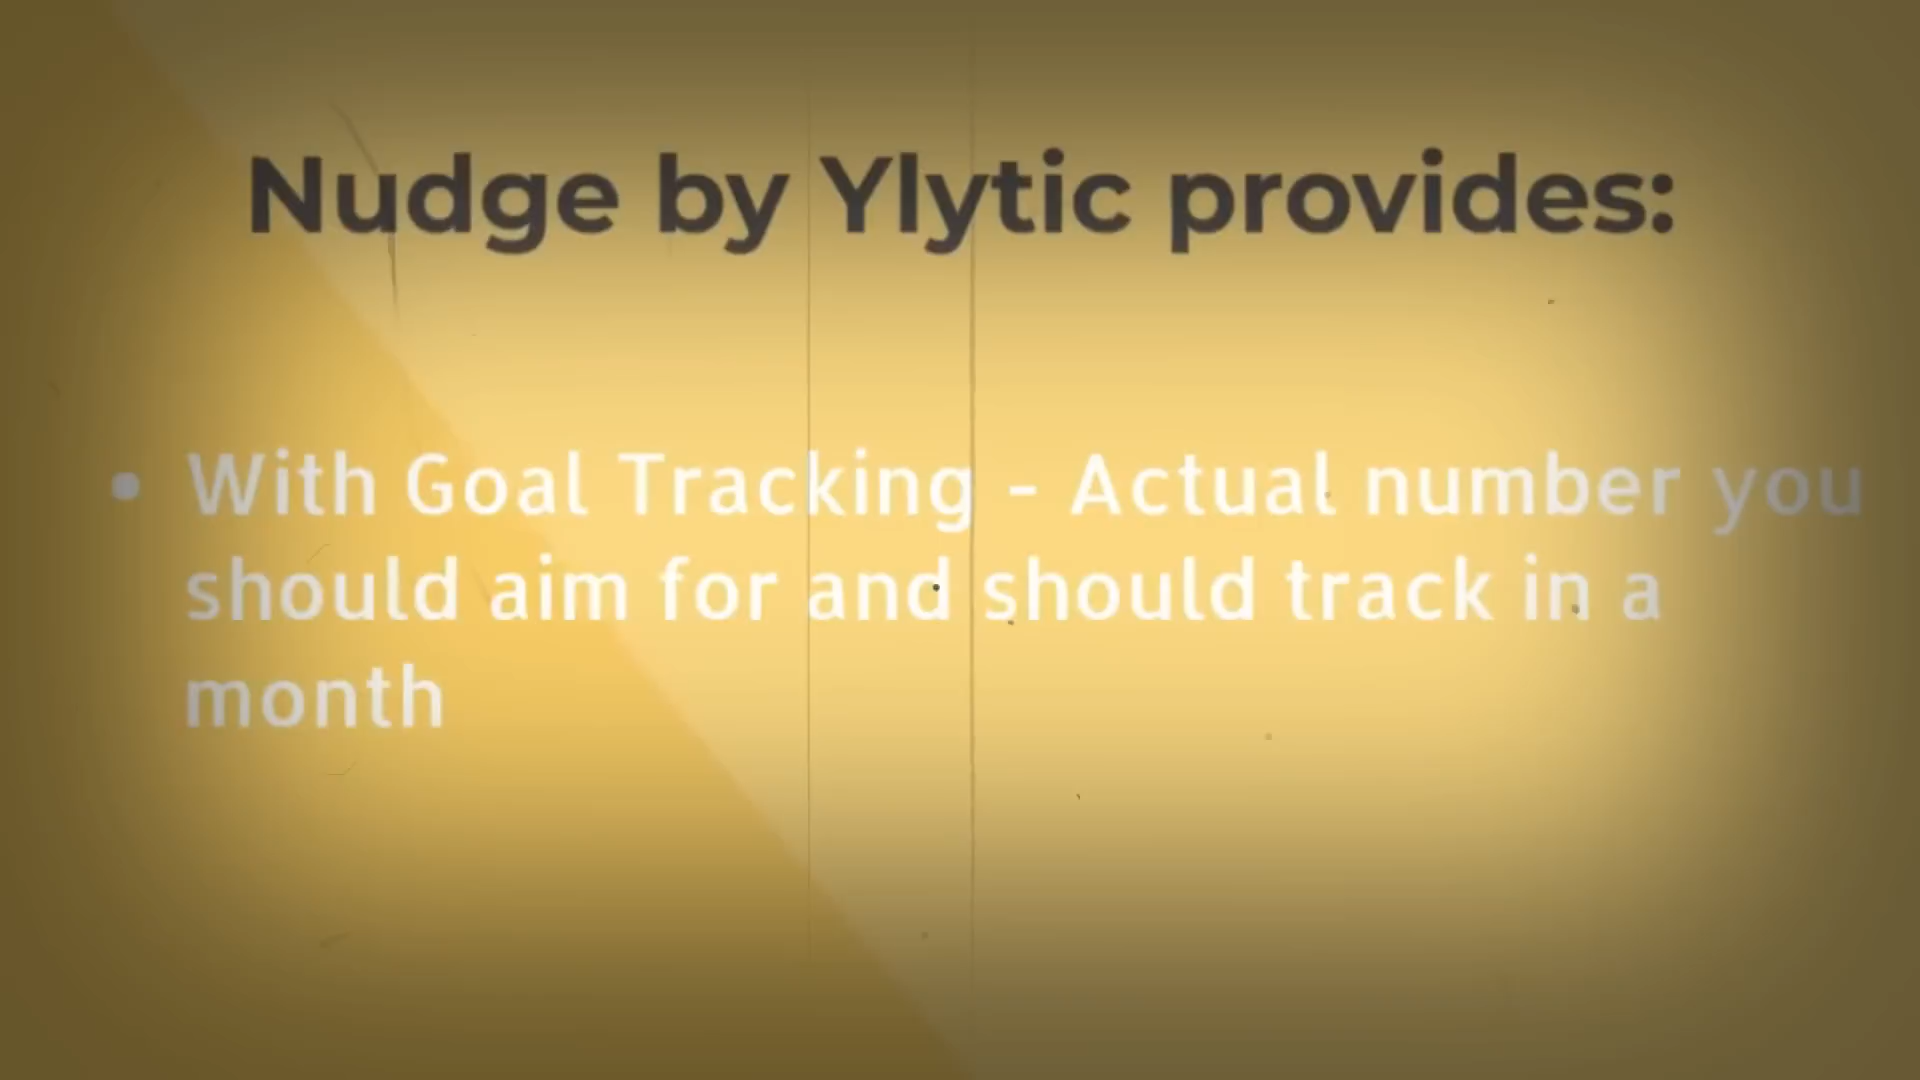 Nudge by Ylytic provides:
• With Goal Tracking - Actual number you
should aim for and should track in a
month